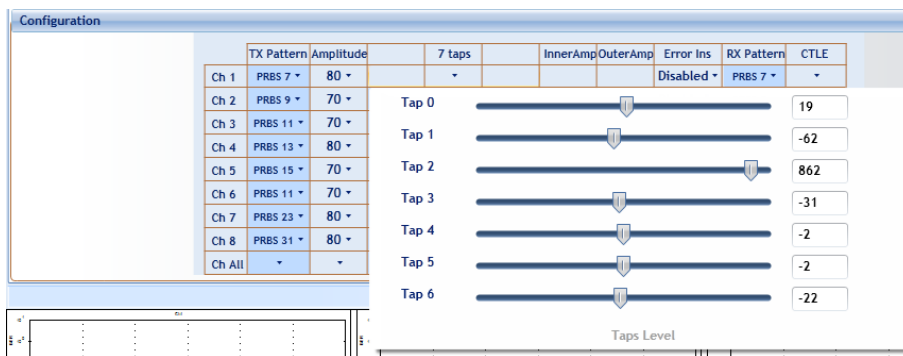 Configuration
TX Pattern Amplitude 7 taps InnerAmp OuterAmp Error Ins RX Pattern CTLE
Ch 1 PRBS 7 80 Disabled PRBS 7
Ch 2 PRBS 9 70
Ch 3 PRBS 11 70
Ch 4 PRBS 13 80
Ch 5 PRBS 15 70
Ch 6 PRBS 11 70
Ch 7 PRBS 23 80
Ch 8 PRBS 31 80
Ch All
Tap 0 19
Tap 1 -62
Tap 2 862
Tap 3 -31
Tap 4 -2
Tap 5 -2
Tap 6 -22
Taps Level